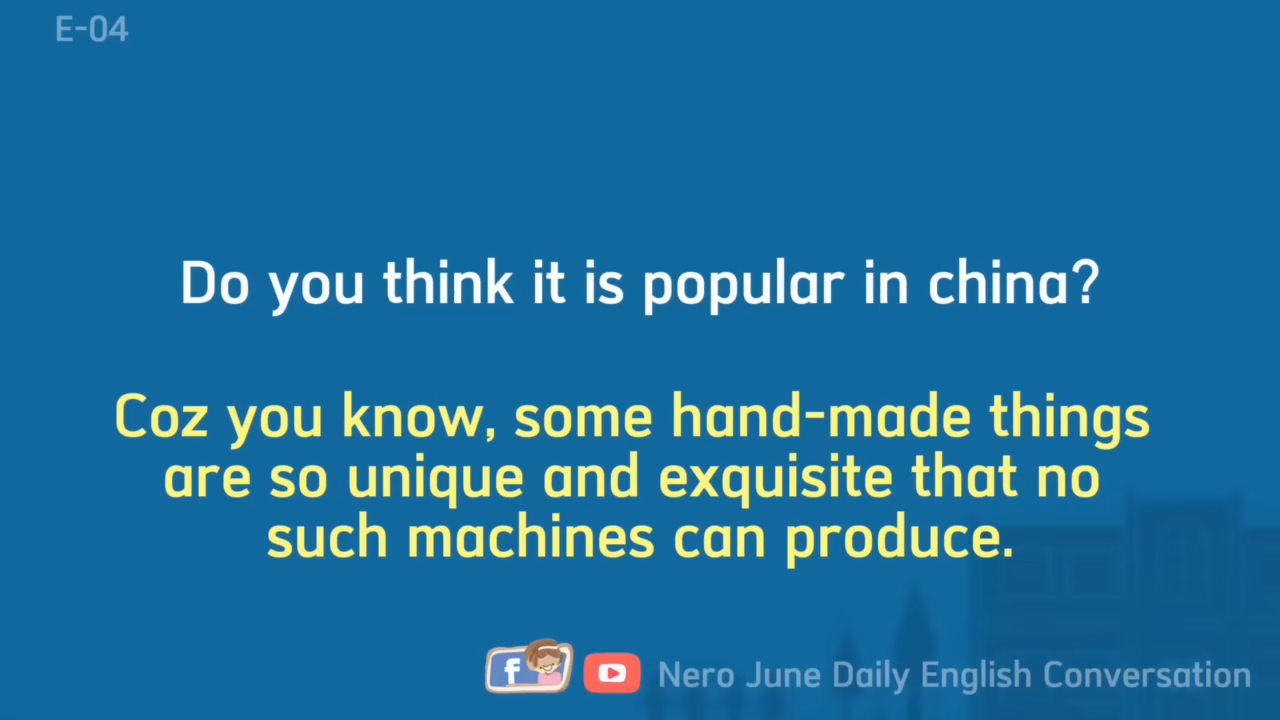 E-04
Do you think it is popular in china?
Coz you know, some hand-made things
are so unique and exquisite that no
such machines can produce.
f
Nero June Daily English Conversation